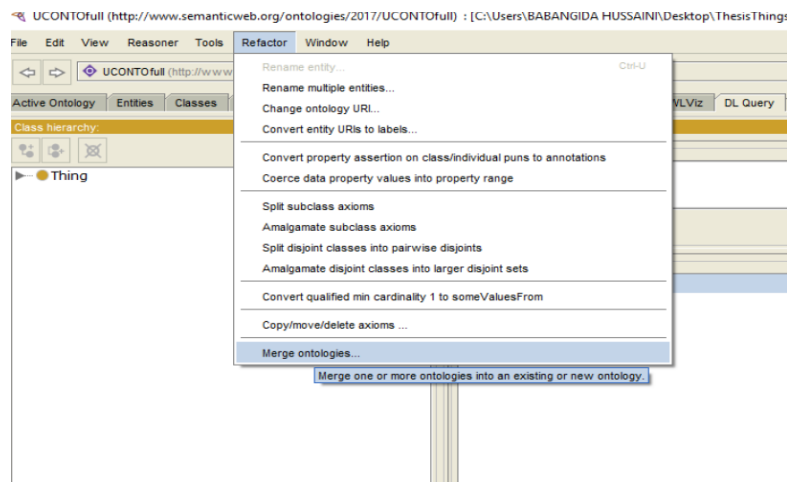 UCONTOfull (http://www.semanticweb.org/ontologies/2017/UCONTOfull) : [C:\Users\BABANGIDA HUSSAINI\Desktop\ThesisThings
File Edit View Reasoner Tools Refactor Window Help
UCONTOfull (http://www
Active Ontology Entities Classes
WLViz DL Query
Class hierarchy:
Thing
Rename entity... Ctrl-U
Rename multiple entities...
Change ontology URI...
Convert entity URIs to labels...
Convert property assertion on class/individual puns to annotations
Coerce data property values into property range
Split subclass axioms
Amalgamate subclass axioms
Split disjoint classes into pairwise disjoints
Amalgamate disjoint classes into larger disjoint sets
Convert qualified min cardinality 1 to someValuesFrom
Copy/move/delete axioms ...
Merge ontologies...
Merge one or more ontologies into an existing or new ontology.